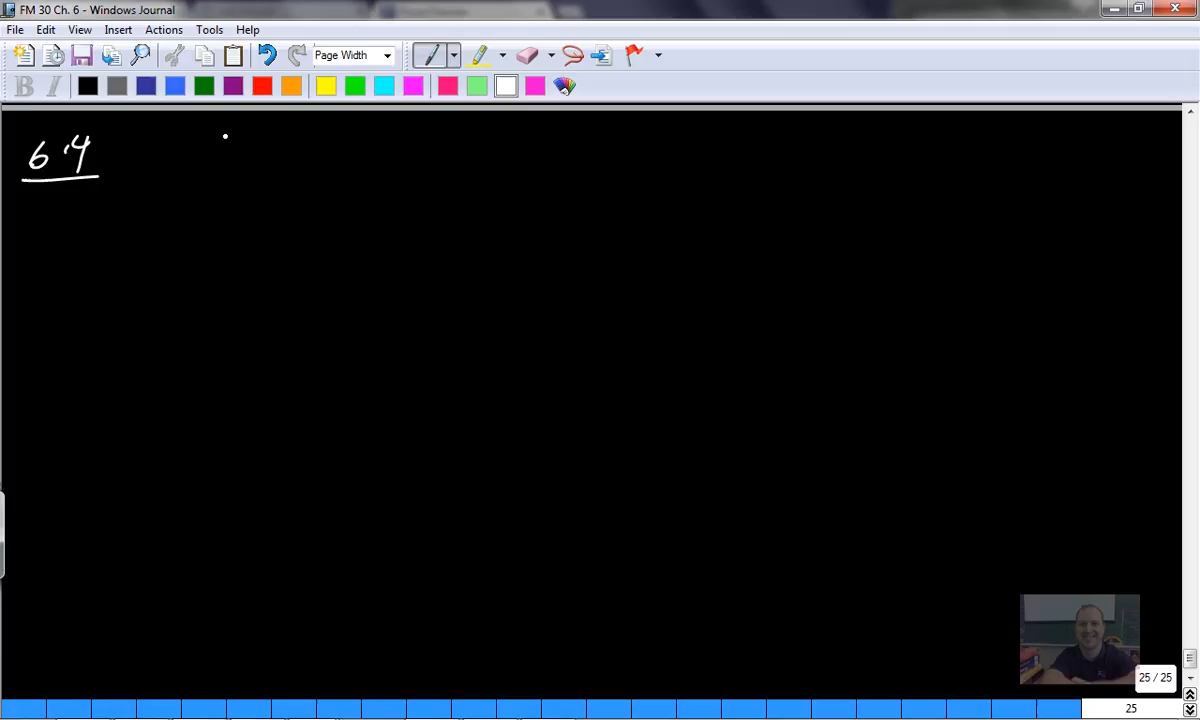 FM 30 Ch. 6 - Windows Journal
File Edit View Insert Actions Tools Help
Page Width
B I
6.4
25 / 25
25